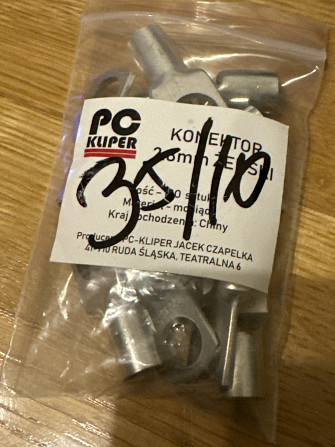 PC
KLIPER
KONEKTOR
35/10
Kraj pochodzenia: Chiny
Producent: PC-KLIPER JACEK CZAPELKA
41-710 RUDA ŚLĄSKA, TEATRALNA 6